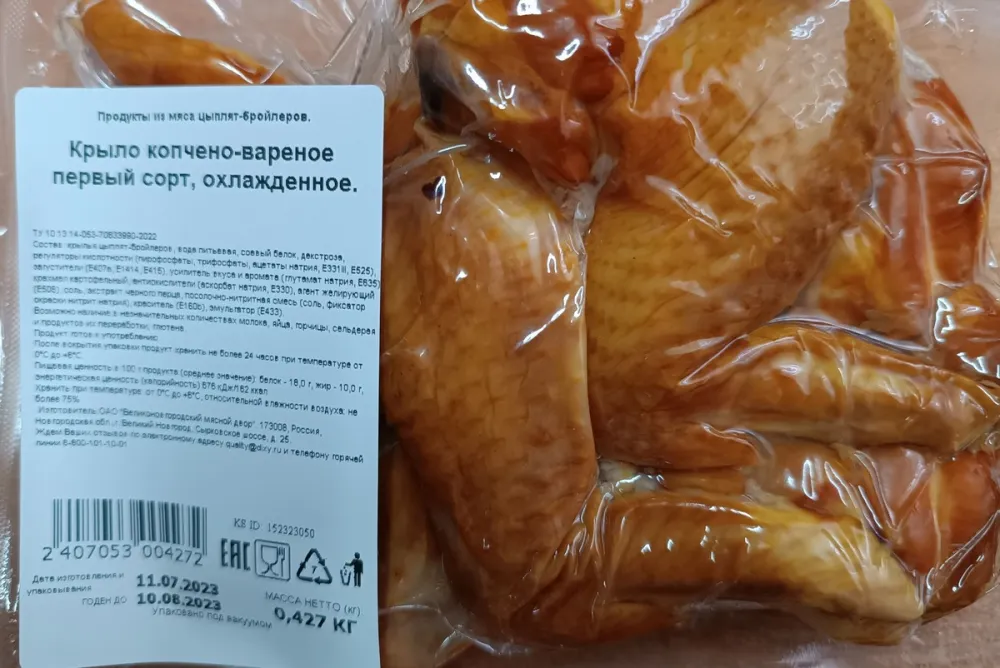 Продукты из мяса цыплят-бройлеров.
Крыло копчено-вареное
первый сорт, охлажденное.
ТУ 10.13.14-053-70833990-2022
Состав: крылья цыплят-бройлеров, вода питьевая, соевый белок, декстроза,
регуляторы кислотности (пирофосфаты, трифосфаты, ацетаты натрия, E331III, E525),
загустители (E407a, E1414, E415), усилитель вкуса и аромата (глутамат натрия, E635)
крахмал картофельный, антиокислители (аскорбат натрия, E330), агент желирующий
(E508), соль, экстракт черного перца, посолочно-нитритная смесь (соль, фиксатор
окраски нитрит натрия), краситель (E160b), эмульгатор (E433).
Возможно наличие в незначительных количествах молока, яйца, горчицы, сельдерея
и продуктов их переработки, глютена.
Продукт готов к употреблению;
После вскрытия упаковки продукт хранить не более 24 часов при температуре от
0°С до +6°С.
Пищевая ценность в 100 г продукта (среднее значение): белок - 18,0 г, жир - 10,0 г,
энергетическая ценность (калорийность) 676 кДж/162 ккал
Хранить при температуре от 0°С до +6°С, относительной влажности воздуха не
более 75%
Изготовитель: ОАО "Великоновгородский мясной двор" 173008, Россия,
Новгородская обл., г. Великий Новгород, Сырковское шоссе, д. 25.
Ждем Ваших отзывов по электронному адресу quality@dixy.ru и телефону горячей
линии 8-800-101-10-01
KE ID: 152323050
2 407053 004272
EAC
7
Дата изготовления и
упаковывания 11.07.2023
ГОДЕН ДО 10.08.2023
Упаковано под вакуумом
МАССА НЕТТО (КГ)
0,427 КГ